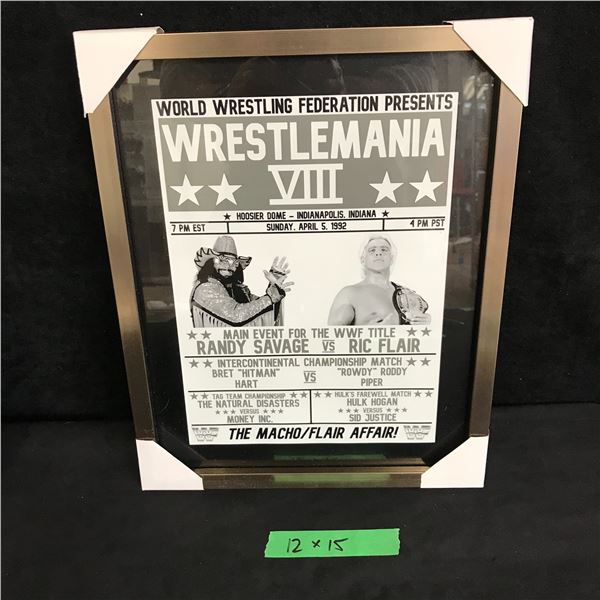 WORLD WRESTLING FEDERATION PRESENTS
WRESTLEMANIA
VIII
HOOSIER DOME - INDIANAPOLIS, INDIANA
7 PM EST
SUNDAY, APRIL 5, 1992
4 PM PST
MAIN EVENT FOR THE WWF TITLE
RANDY SAVAGE VS RIC FLAIR
INTERCONTINENTAL CHAMPIONSHIP MATCH
BRET "HITMAN" HART
VS
"ROWDY" RODDY PIPER
TAG TEAM CHAMPIONSHIP
THE NATURAL DISASTERS
VERSUS
MONEY INC.
HULK'S FAREWELL MATCH
HULK HOGAN
VERSUS
SID JUSTICE
THE MACHO/FLAIR AFFAIR!
12 x 15